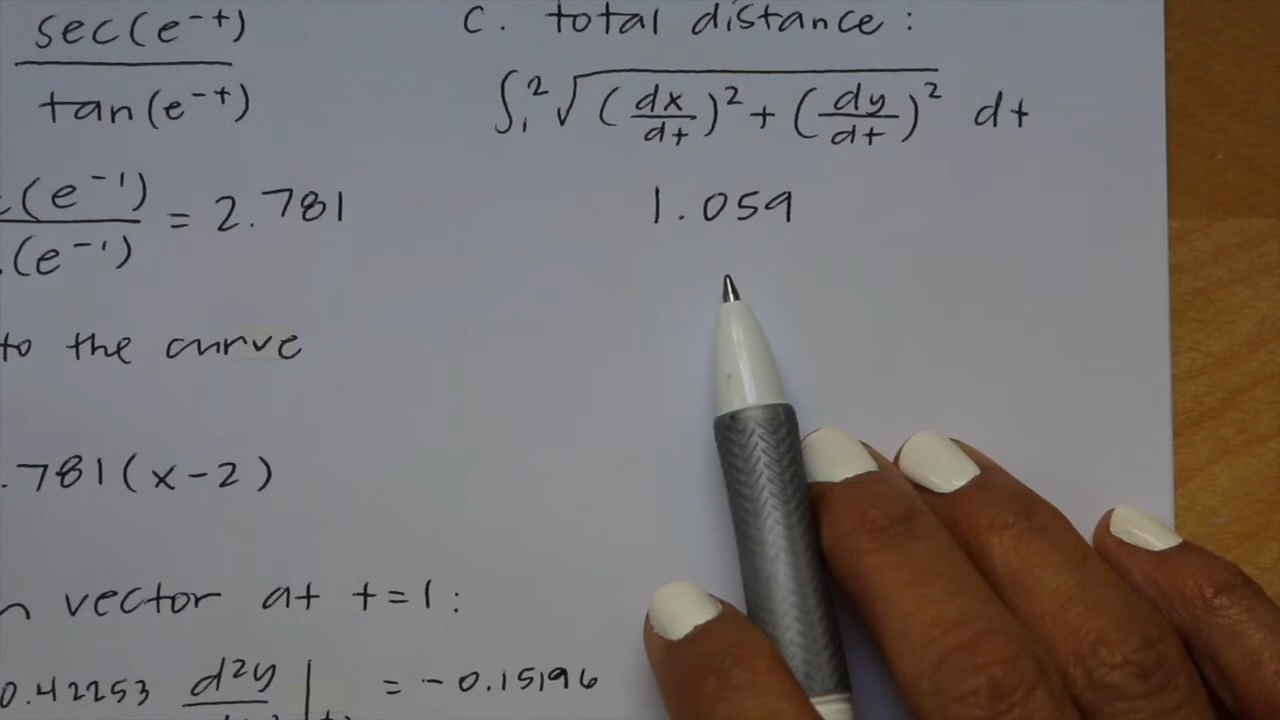 sec(e⁻ᵗ)
tan(e⁻ᵗ)
(e⁻¹)
(e⁻¹)
= 2.781
to the curve
.781(x-2)
vector at t=1:
0.42253 d²y = -0.15196
c. total distance:
∫₁² √((dx/dt)² + (dy/dt)²) dt
1.059